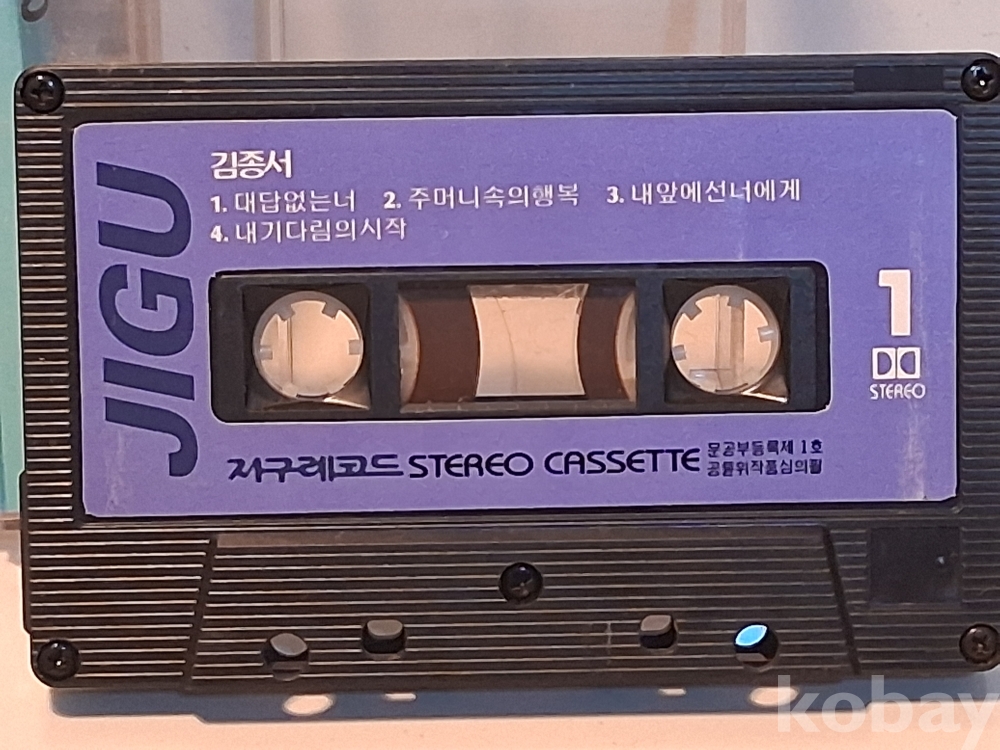 김종서
1. 대답없는너 2. 주머니속의행복 3. 내앞에선너에게
4. 내기다림의시작
JIGU
1
STEREO
지구레코드 STEREO CASSETTE
문공부등록제 1호
공륜위작품심의필
kobay